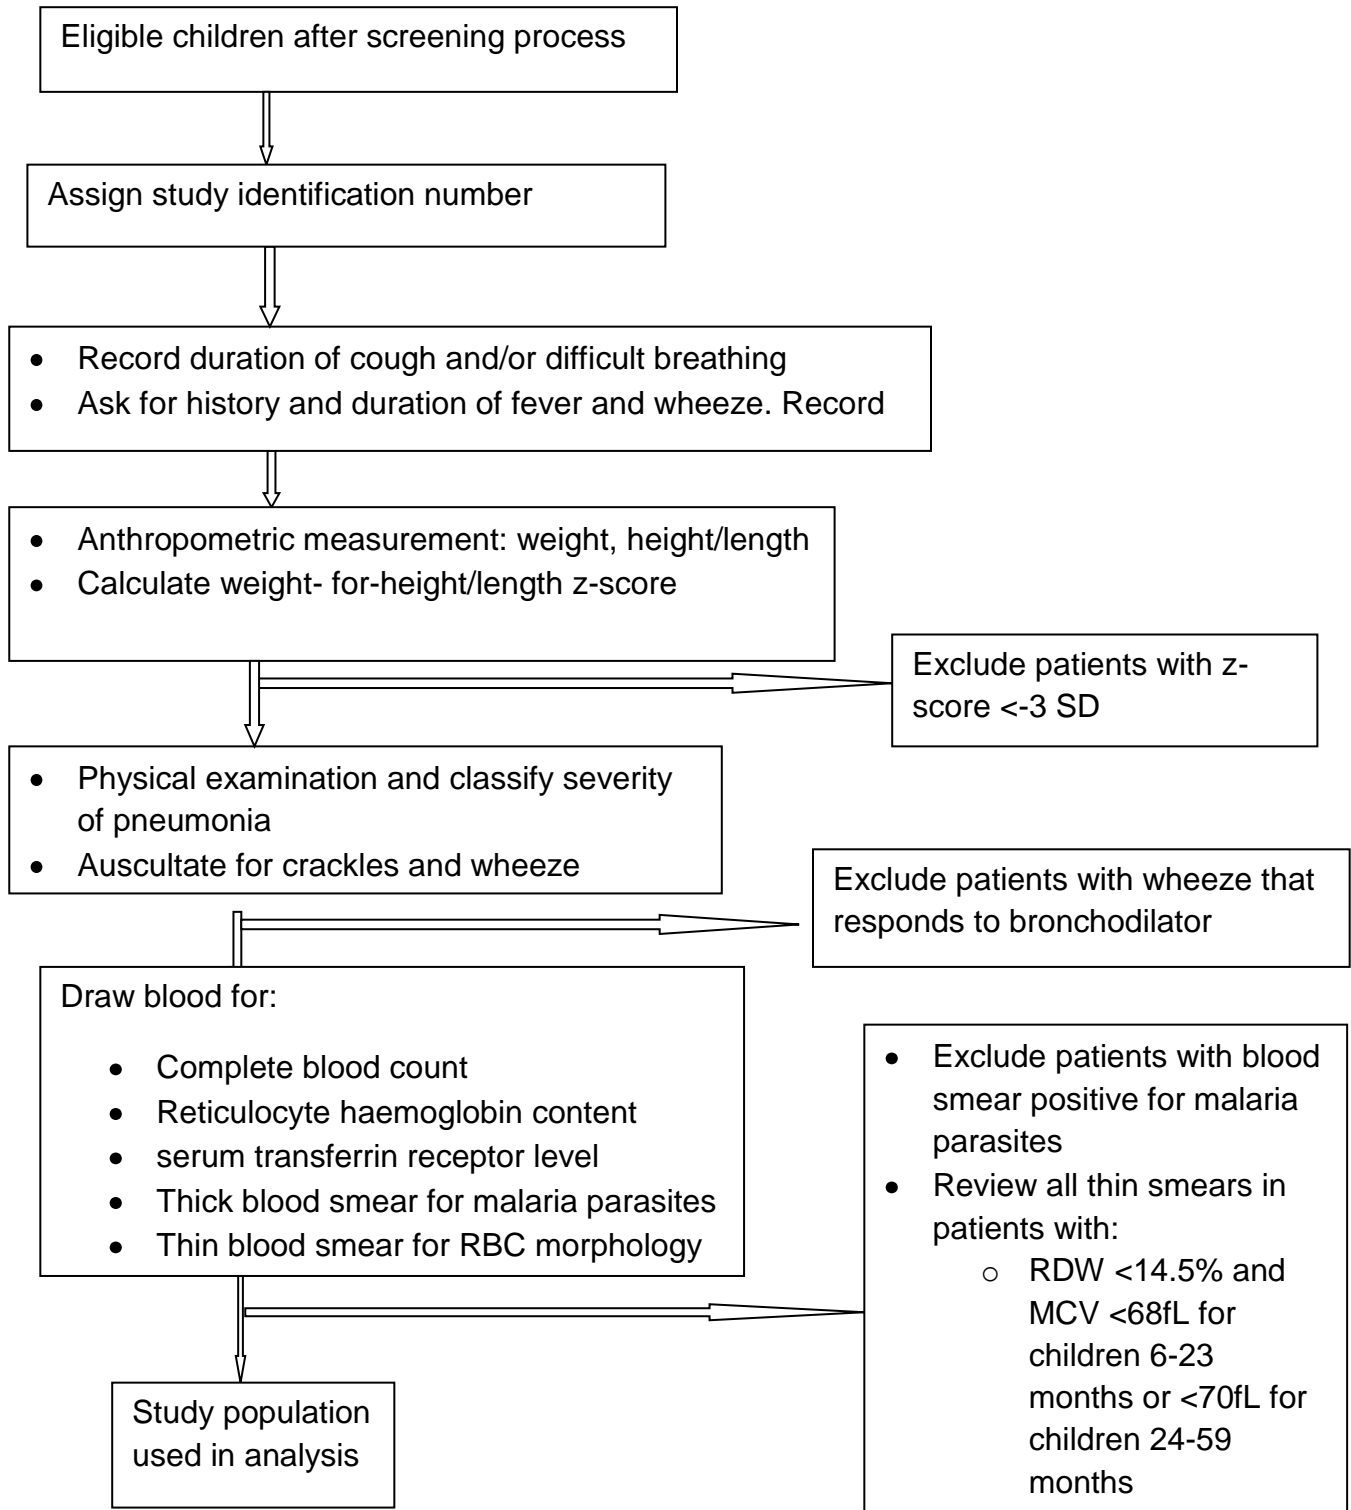 Eligible children after screening process
Assign study identification number
• Record duration of cough and/or difficult breathing
• Ask for history and duration of fever and wheeze. Record
• Anthropometric measurement: weight, height/length
• Calculate weight- for-height/length z-score
Exclude patients with z-
score <-3 SD
• Physical examination and classify severity
of pneumonia
• Auscultate for crackles and wheeze
Exclude patients with wheeze that
responds to bronchodilator
Draw blood for:
• Complete blood count
• Reticulocyte haemoglobin content
• serum transferrin receptor level
• Thick blood smear for malaria parasites
• Thin blood smear for RBC morphology
• Exclude patients with blood
smear positive for malaria
parasites
• Review all thin smears in
patients with:
o RDW <14.5% and
MCV <68fL for
children 6-23
months or <70fL for
children 24-59
months
Study population
used in analysis